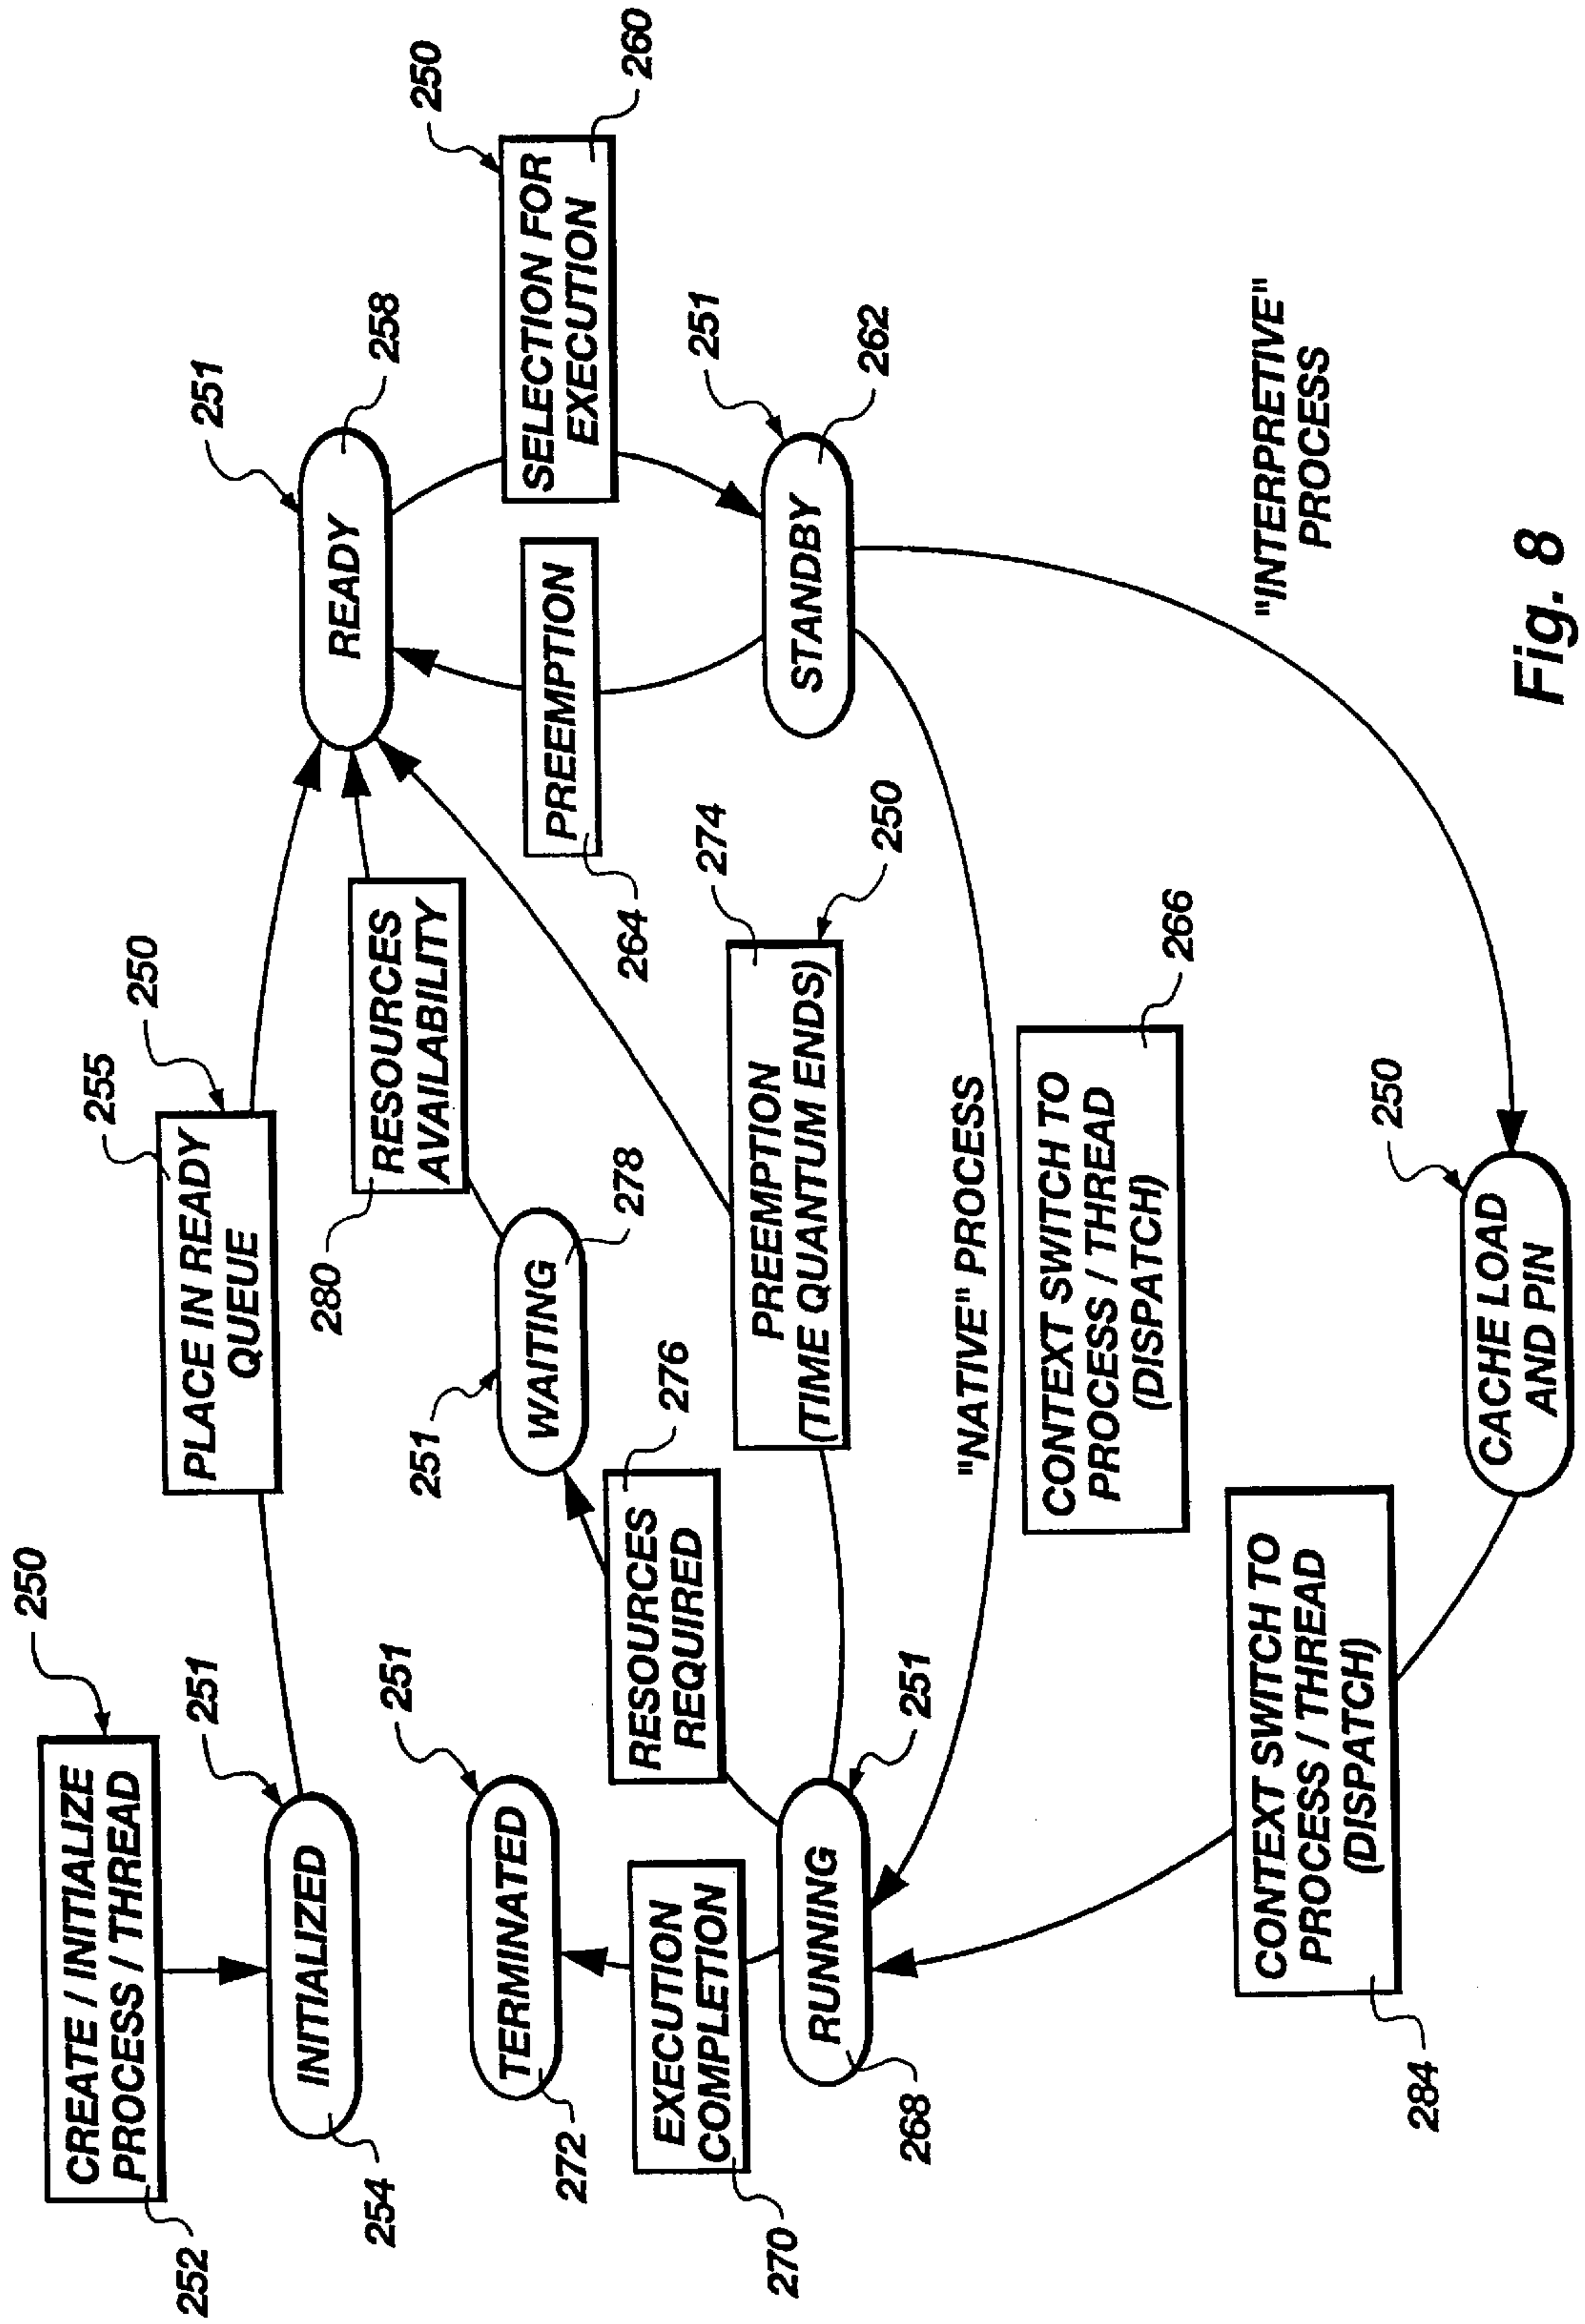 250
CREATE / INITIALIZE
PROCESS / THREAD
252
251
INITIALIZED
254
255
250
PLACE IN READY
QUEUE
251
READY
258
280
RESOURCES
AVAILABILITY
251
WAITING
278
276
RESOURCES
REQUIRED
251
TERMINATED
272
EXECUTION
COMPLETION
270
251
RUNNING
268
274
250
PREEMPTION
(TIME QUANTUM ENDS)
PREEMPTION
264
250
SELECTION FOR
EXECUTION
260
251
STANDBY
262
"NATIVE" PROCESS
CONTEXT SWITCH TO
PROCESS / THREAD
(DISPATCH)
266
"INTERPRETIVE"
PROCESS
CONTEXT SWITCH TO
PROCESS / THREAD
(DISPATCH)
284
250
CACHE LOAD
AND PIN
Fig. 8